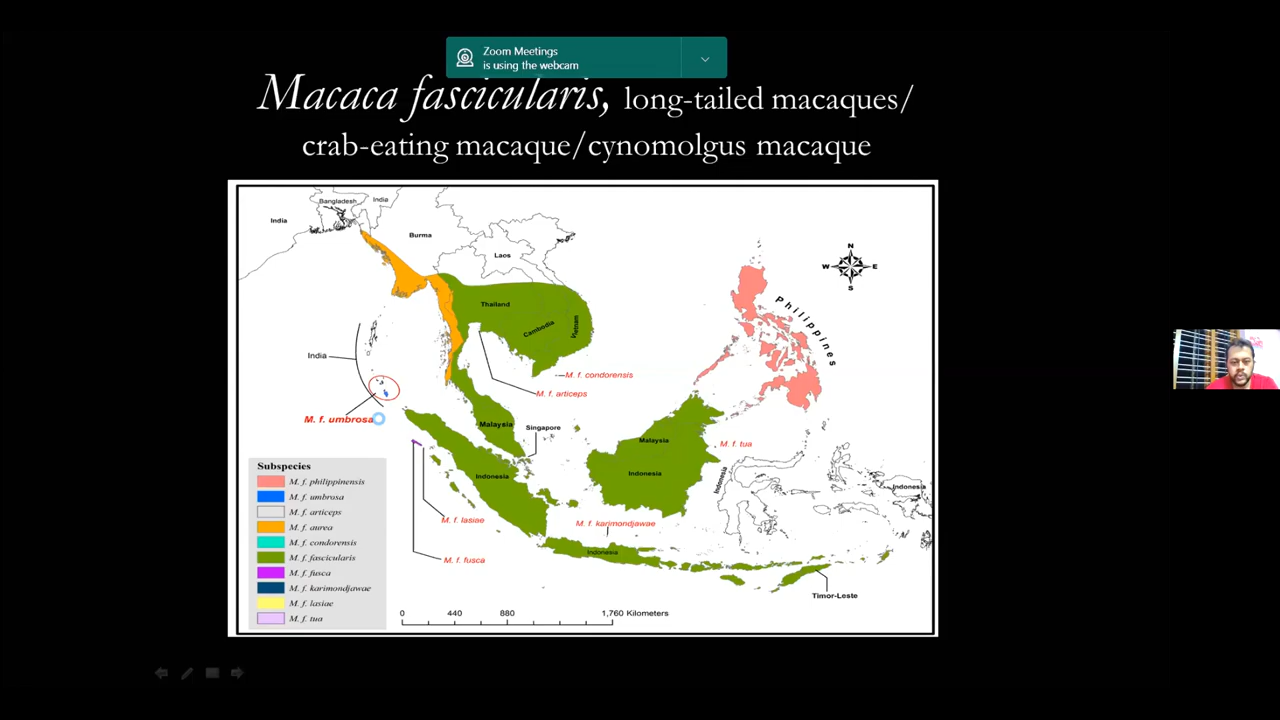 Zoom Meetings
is using the webcam
Macaca fascicularis, long-tailed macaques/
crab-eating macaque/cynomolgus macaque
Bangladesh
India
India
Burma
Laos
N
W E
S
Thailand
Cambodia
Vietnam
Philippines
India
M. f. condorensis
M. f. articeps
M. f. umbrosa
Malaysia
Singapore
Malaysia
M. f. tua
Indonesia
Indonesia
Indonesia
Indonesia
M. f. lasiae
M. f. karimondjawae
Indonesia
M. f. fusca
Timor-Leste
Subspecies
M. f. philippinensis
M. f. umbrosa
M. f. articeps
M. f. aurea
M. f. condorensis
M. f. fascicularis
M. f. fusca
M. f. karimondjawae
M. f. lasiae
M. f. tua
0 440 880 1,760 Kilometers